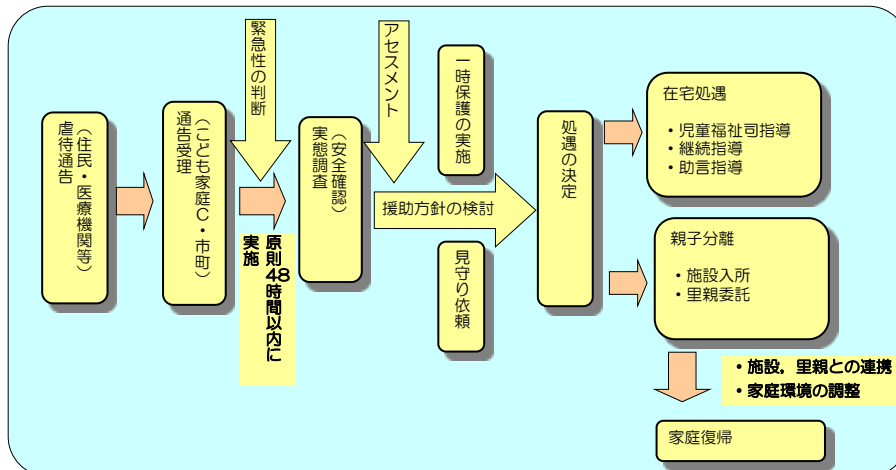 虐待通告
（住民・医療機関等）
通告受理
（こども家庭Ｃ・市町）
緊急性の判断
原則48時間以内に
実施
実態調査
（安全確認）
アセスメント
一時保護の実施
援助方針の検討
見守り依頼
処遇の決定
在宅処遇
・児童福祉司指導
・継続指導
・助言指導
親子分離
・施設入所
・里親委託
・施設，里親との連携
・家庭環境の調整
家庭復帰